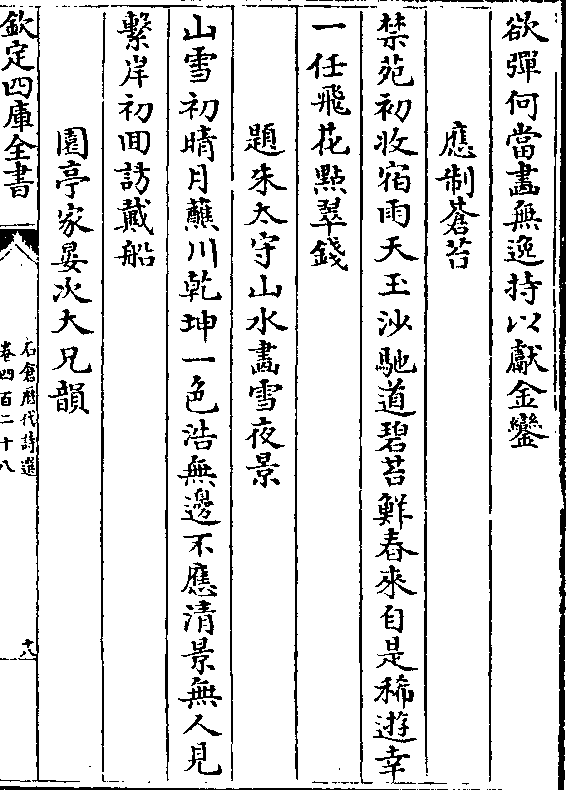 欲彈何當畫無逸持以獻金鑾
應制蒼苔
禁苑初收宿雨天玉沙馳道碧苔鮮春來自是稀遊幸
一任飛花點翠錢
題朱太守山水畫雪夜景
山雪初晴月蘸川乾坤一色浩無邊不應清景無人見
繫岸初回訪戴船
園亭家宴次大兄韻
欽定四庫全書
石倉歷代詩選
卷四百二十八
十八